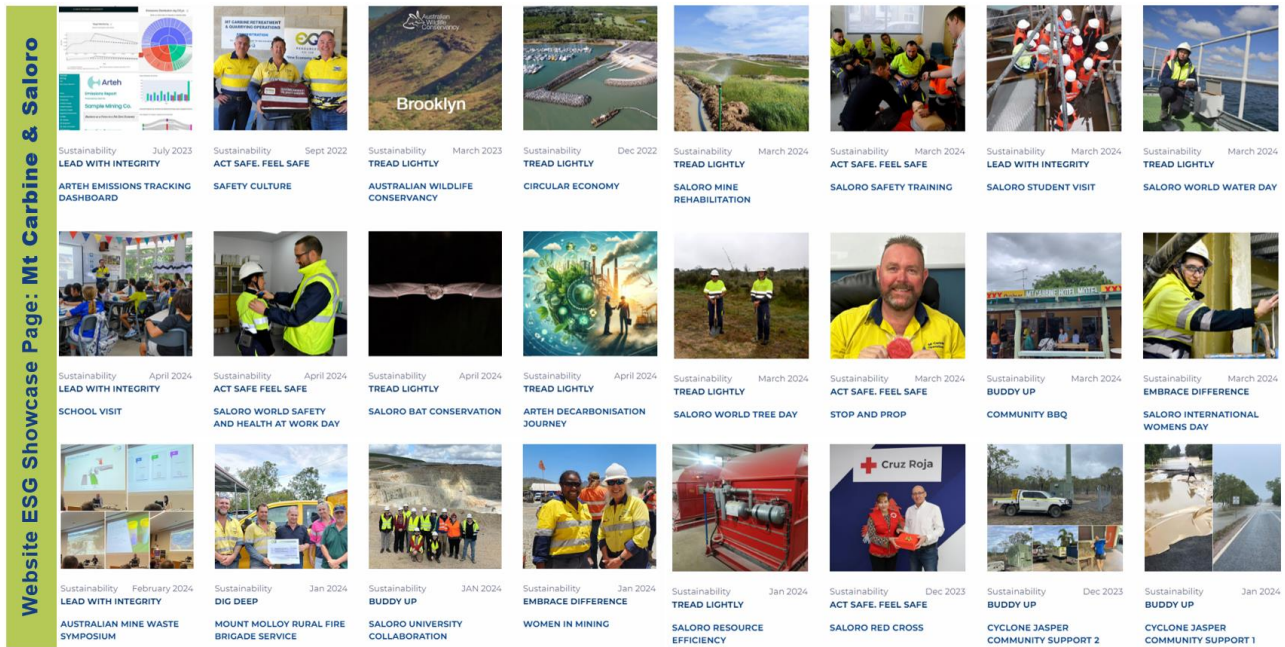 Website ESG Showcase Page: Mt Carbine & Saloro
Arteh
Emissions Report
Sample Mining Co.
MT CARBINE RETREATMENT
& QUARRYING OPERATIONS
EQ
Australian
Wildlife
Conservancy
Brooklyn
Sustainability July 2023
LEAD WITH INTEGRITY
ARTEH EMISSIONS TRACKING
DASHBOARD
Sustainability Sept 2022
ACT SAFE. FEEL SAFE
SAFETY CULTURE
Sustainability March 2023
TREAD LIGHTLY
AUSTRALIAN WILDLIFE
CONSERVANCY
Sustainability Dec 2022
TREAD LIGHTLY
CIRCULAR ECONOMY
Sustainability March 2024
TREAD LIGHTLY
SALORO MINE
REHABILITATION
Sustainability March 2024
ACT SAFE. FEEL SAFE
SALORO SAFETY TRAINING
Sustainability March 2024
LEAD WITH INTEGRITY
SALORO STUDENT VISIT
Sustainability March 2024
TREAD LIGHTLY
SALORO WORLD WATER DAY
MT CARBINE HOTEL MOTEL
Sustainability April 2024
LEAD WITH INTEGRITY
SCHOOL VISIT
Sustainability April 2024
ACT SAFE FEEL SAFE
SALORO WORLD SAFETY
AND HEALTH AT WORK DAY
Sustainability April 2024
TREAD LIGHTLY
SALORO BAT CONSERVATION
Sustainability April 2024
TREAD LIGHTLY
ARTEH DECARBONISATION
JOURNEY
Sustainability March 2024
TREAD LIGHTLY
SALORO WORLD TREE DAY
Sustainability March 2024
ACT SAFE. FEEL SAFE
STOP AND PROP
Sustainability March 2024
BUDDY UP
COMMUNITY BBQ
Sustainability March 2024
EMBRACE DIFFERENCE
SALORO INTERNATIONAL
WOMENS DAY
Cruz Roja
Sustainability February 2024
LEAD WITH INTEGRITY
AUSTRALIAN MINE WASTE
SYMPOSIUM
Sustainability Jan 2024
DIG DEEP
MOUNT MOLLOY RURAL FIRE
BRIGADE SERVICE
Sustainability JAN 2024
BUDDY UP
SALORO UNIVERSITY
COLLABORATION
Sustainability Jan 2024
EMBRACE DIFFERENCE
WOMEN IN MINING
Sustainability Jan 2024
TREAD LIGHTLY
SALORO RESOURCE
EFFICIENCY
Sustainability Dec 2023
ACT SAFE. FEEL SAFE
SALORO RED CROSS
Sustainability Dec 2023
BUDDY UP
CYCLONE JASPER
COMMUNITY SUPPORT 2
Sustainability Jan 2024
BUDDY UP
CYCLONE JASPER
COMMUNITY SUPPORT 1